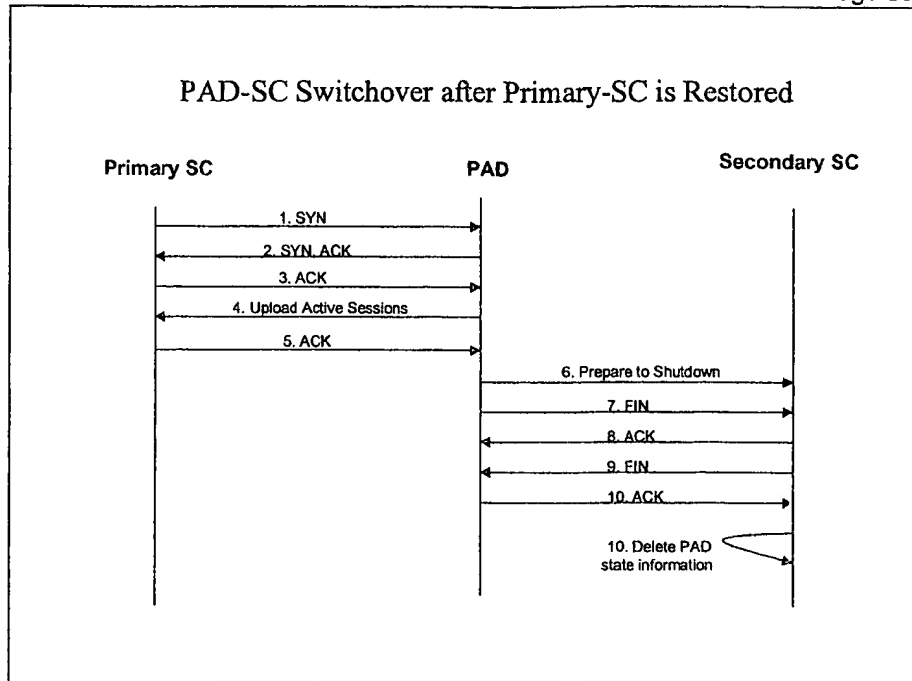 PAD-SC Switchover after Primary-SC is Restored
Primary SC
PAD
Secondary SC
1. SYN
2. SYN, ACK
3. ACK
4. Upload Active Sessions
5. ACK
6. Prepare to Shutdown
7. FIN
8. ACK
9. FIN
10. ACK
10. Delete PAD
state information